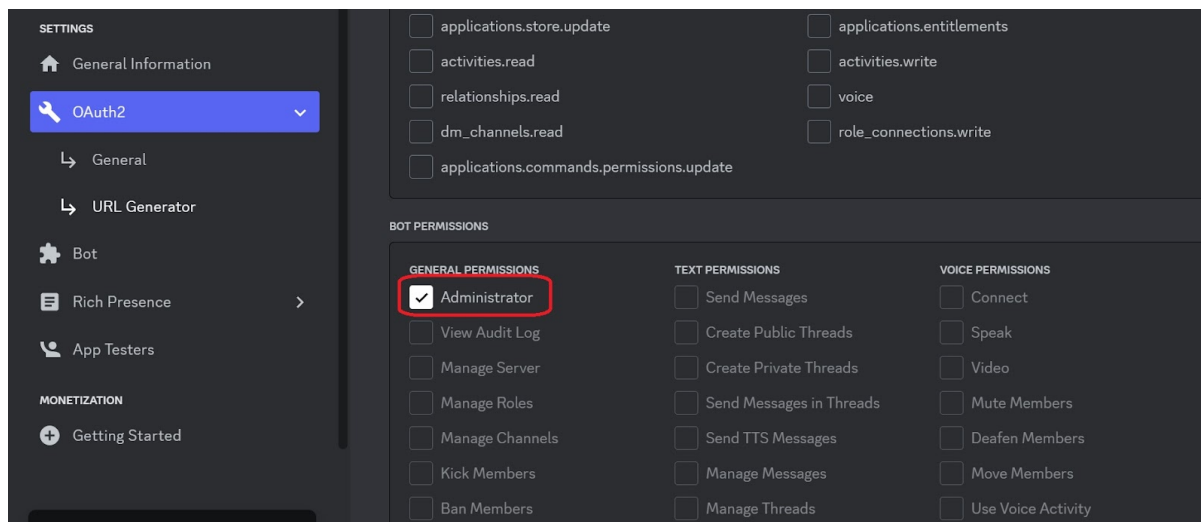 SETTINGS
General Information
OAuth2
General
URL Generator
Bot
Rich Presence
App Testers
MONETIZATION
Getting Started
applications.store.update
applications.entitlements
activities.read
activities.write
relationships.read
voice
dm_channels.read
role_connections.write
applications.commands.permissions.update
BOT PERMISSIONS
GENERAL PERMISSIONS
Administrator
View Audit Log
Manage Server
Manage Roles
Manage Channels
Kick Members
Ban Members
TEXT PERMISSIONS
Send Messages
Create Public Threads
Create Private Threads
Send Messages in Threads
Send TTS Messages
Manage Messages
Manage Threads
VOICE PERMISSIONS
Connect
Speak
Video
Mute Members
Deafen Members
Move Members
Use Voice Activity